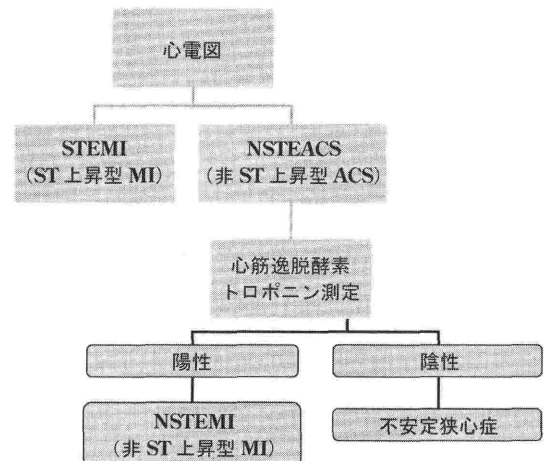 心電図
STEMI
(ST 上昇型 MI)
NSTEACS
(非 ST 上昇型 ACS)
心筋逸脱酵素
トロポニン測定
陽性
陰性
NSTEMI
(非 ST 上昇型 MI)
不安定狭心症